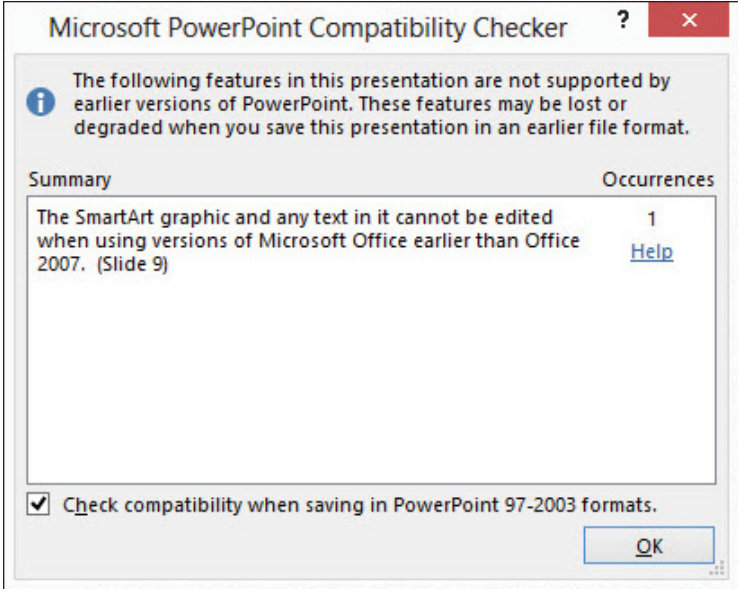 Microsoft PowerPoint Compatibility Checker ? ×
The following features in this presentation are not supported by
earlier versions of PowerPoint. These features may be lost or
degraded when you save this presentation in an earlier file format.
Summary Occurrences
The SmartArt graphic and any text in it cannot be edited 1
when using versions of Microsoft Office earlier than Office Help
2007. (Slide 9)
Check compatibility when saving in PowerPoint 97-2003 formats.
OK